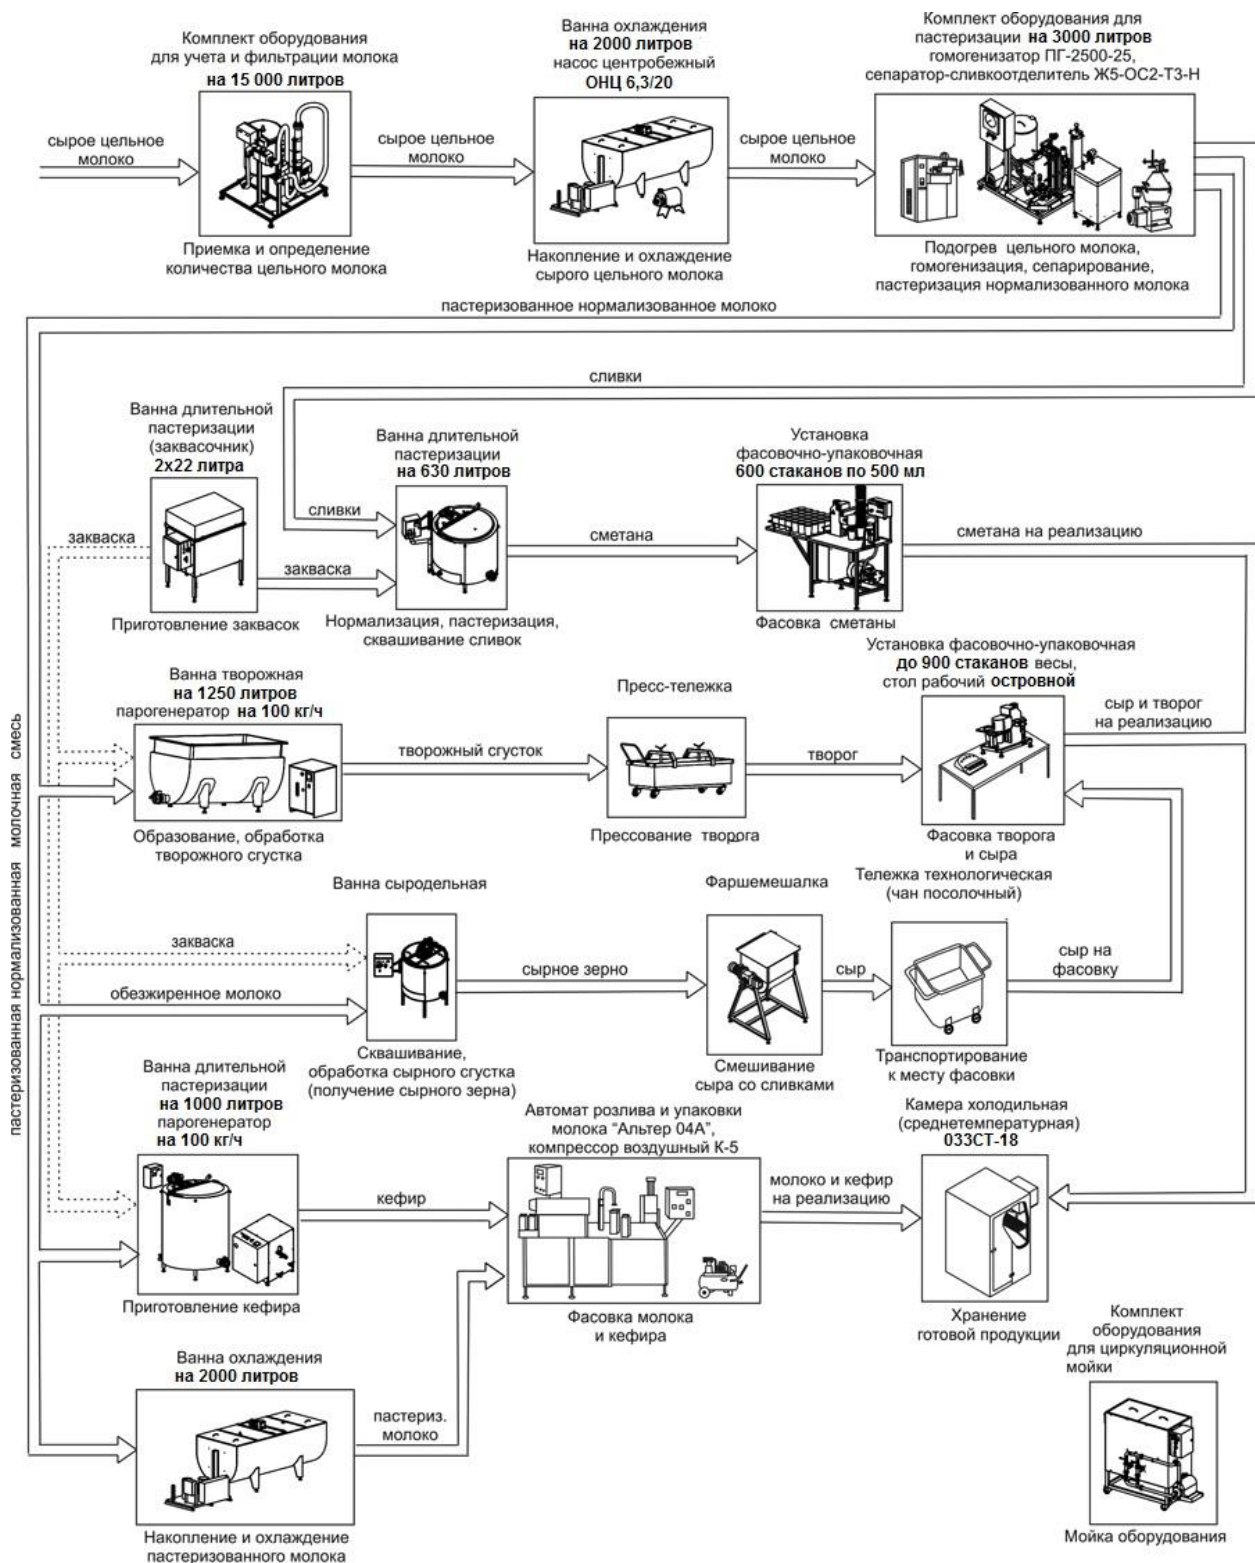 Комплект оборудования
для учета и фильтрации молока
на 15 000 литров
Ванна охлаждения
на 2000 литров
насос центробежный
ОНЦ 6,3/20
Комплект оборудования для
пастеризации на 3000 литров
гомогенизатор ПГ-2500-25,
сепаратор-сливкоотделитель Ж5-ОС2-Т3-Н
сырое цельное
молоко
сырое цельное
молоко
сырое цельное
молоко
Приемка и определение
количества цельного молока
Накопление и охлаждение
сырого цельного молока
Подогрев цельного молока,
гомогенизация, сепарирование,
пастеризация нормализованного молока
пастеризованное нормализованное молоко
сливки
Ванна длительной
пастеризации
(заквасочник)
2х22 литра
Ванна длительной
пастеризации
на 630 литров
Установка
фасовочно-упаковочная
600 стаканов по 500 мл
закваска
сливки
закваска
сметана
сметана на реализацию
Приготовление заквасок
Нормализация, пастеризация,
сквашивание сливок
Фасовка сметаны
Ванна творожная
на 1250 литров
парогенератор на 100 кг/ч
Пресс-тележка
Установка фасовочно-упаковочная
до 900 стаканов весы,
стол рабочий островной
сыр и творог
на реализацию
творожный сгусток
творог
Образование, обработка
творожного сгустка
Прессование творога
Фасовка творога
и сыра
пастеризованная нормализованная молочная смесь
Ванна сыродельная
Фаршемешалка
Тележка технологическая
(чан посолочный)
закваска
обезжиренное молоко
сырное зерно
сыр
сыр на
фасовку
Сквашивание,
обработка сырного сгустка
(получение сырного зерна)
Смешивание
сыра со сливками
Транспортирование
к месту фасовки
Ванна длительной
пастеризации
на 1000 литров
парогенератор
на 100 кг/ч
Автомат розлива и упаковки
молока “Альтер 04А”,
компрессор воздушный К-5
Камера холодильная
(среднетемпературная)
033СТ-18
кефир
молоко и кефир
на реализацию
Приготовление кефира
Фасовка молока
и кефира
Хранение
готовой продукции
Ванна охлаждения
на 2000 литров
пастериз.
молоко
Накопление и охлаждение
пастеризованного молока
Комплект
оборудования
для циркуляционной
мойки
Мойка оборудования